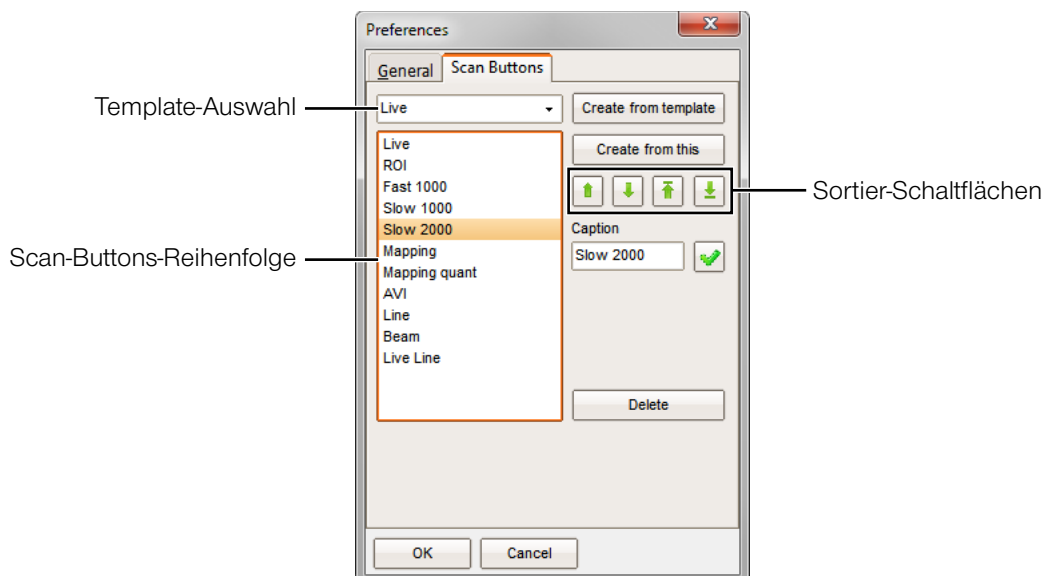 Preferences
General
Scan Buttons
Template-Auswahl
Live
Create from template
Live
ROI
Fast 1000
Slow 1000
Slow 2000
Mapping
Mapping quant
AVI
Line
Beam
Live Line
Create from this
Sortier-Schaltflächen
Caption
Slow 2000
Scan-Buttons-Reihenfolge
Delete
OK
Cancel